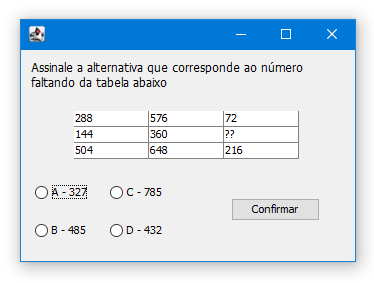 Assinale a alternativa que corresponde ao número
faltando da tabela abaixo
288 576 72
144 360 ??
504 648 216
A - 327 C - 785
Confirmar
B - 485 D - 432